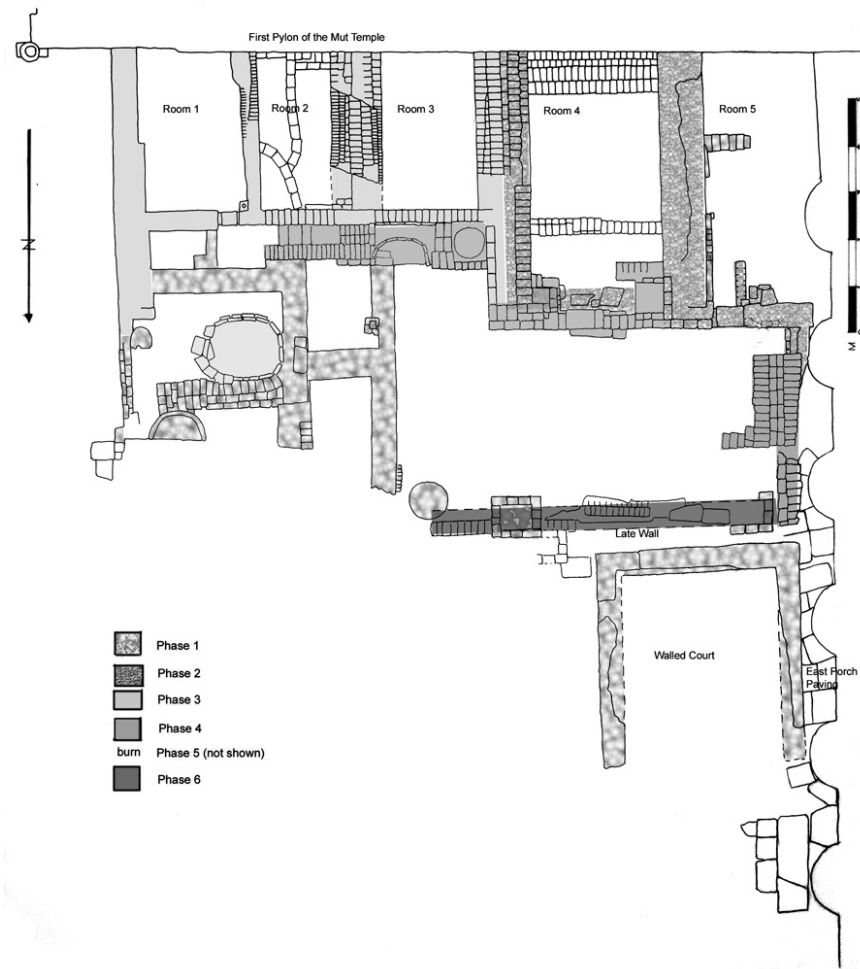 First Pylon of the Mut Temple
Room 1
Room 2
Room 3
Room 4
Room 5
N
M
Late Wall
Walled Court
East Porch
Paving
Phase 1
Phase 2
Phase 3
Phase 4
burn Phase 5 (not shown)
Phase 6